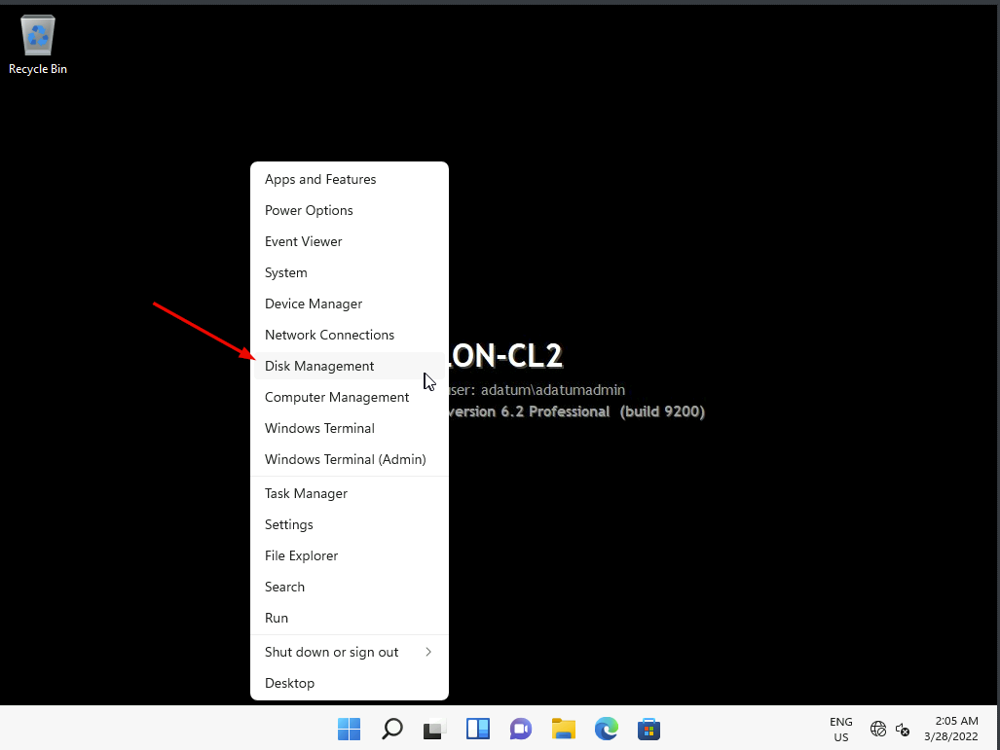 Recycle Bin
Apps and Features
Power Options
Event Viewer
System
Device Manager
Network Connections
Disk Management
Computer Management
Windows Terminal
Windows Terminal (Admin)
Task Manager
Settings
File Explorer
Search
Run
Shut down or sign out
Desktop
LON-CL2
user: adatum\adatumadmin
version 6.2 Professional (build 9200)
ENG
US
2:05 AM
3/28/2022